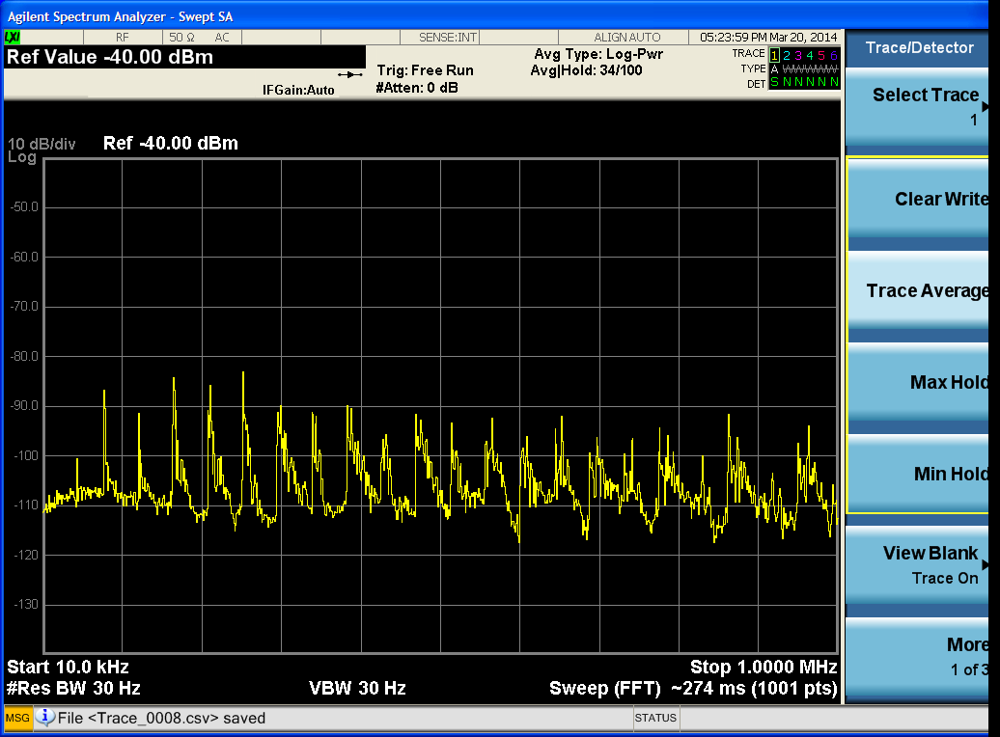 Agilent Spectrum Analyzer - Swept SA
LXI RF 50 Ω AC SENSE:INT ALIGN AUTO 05:23:59 PM Mar 20, 2014
Ref Value -40.00 dBm
Avg Type: Log-Pwr
Trig: Free Run
Avg|Hold: 34/100
IFGain:Auto
#Atten: 0 dB
TRACE 1 2 3 4 5 6
TYPE A WWWWW
DET S N N N N N
10 dB/div
Log
Ref -40.00 dBm
-50.0
-60.0
-70.0
-80.0
-90.0
-100
-110
-120
-130
Start 10.0 kHz
Stop 1.0000 MHz
#Res BW 30 Hz
VBW 30 Hz
Sweep (FFT) ~274 ms (1001 pts)
MSG File <Trace_0008.csv> saved
STATUS
Trace/Detector
Select Trace
1
Clear Write
Trace Average
Max Hold
Min Hold
View Blank
Trace On
More
1 of 3